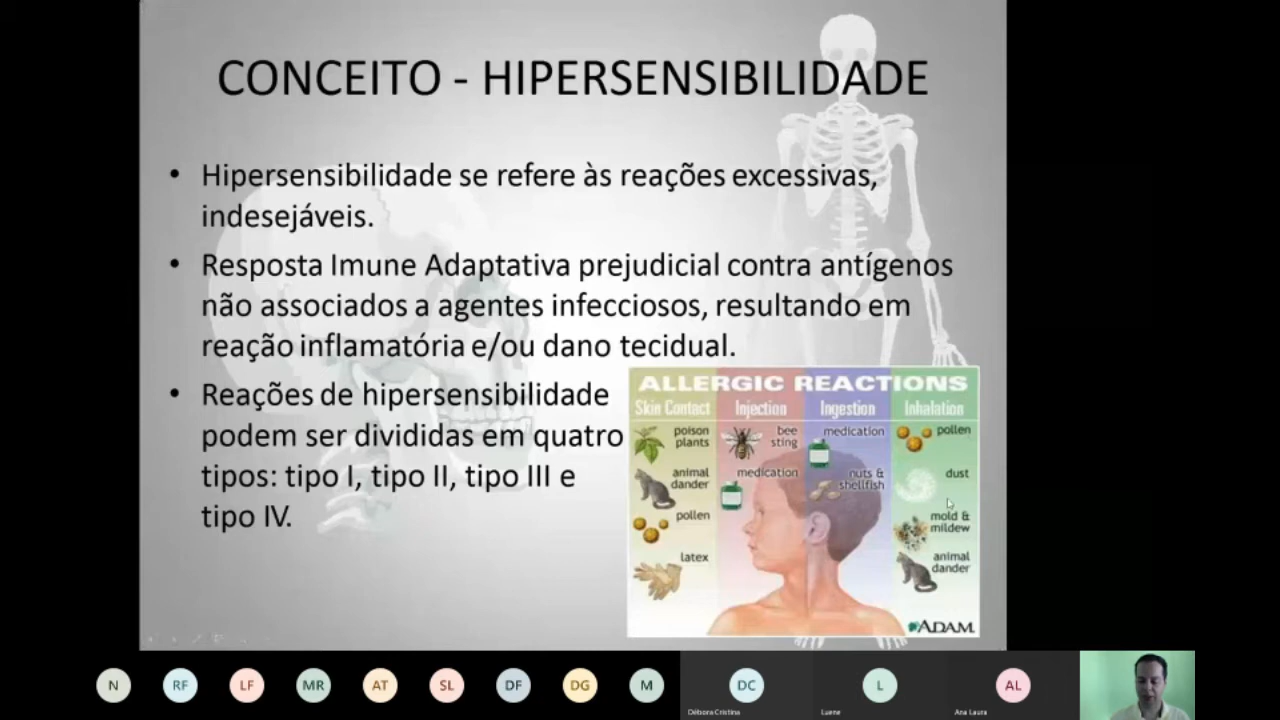 CONCEITO - HIPERSENSIBILIDADE
• Hipersensibilidade se refere às reações excessivas,
indesejáveis.
• Resposta Imune Adaptativa prejudicial contra antígenos
não associados a agentes infecciosos, resultando em
reação inflamatória e/ou dano tecidual.
• Reações de hipersensibilidade
podem ser divididas em quatro
tipos: tipo I, tipo II, tipo III e
tipo IV.
ALLERGIC REACTIONS
Skin Contact Injection Ingestion Inhalation
poison
plants
animal
dander
pollen
latex
bee
sting
medication
medication
nuts &
shellfish
pollen
dust
mold &
mildew
animal
dander
ADAM.
N RF LF MR AT SL DF DG M DC L AL
Débora Cristina Luene Ana Laura